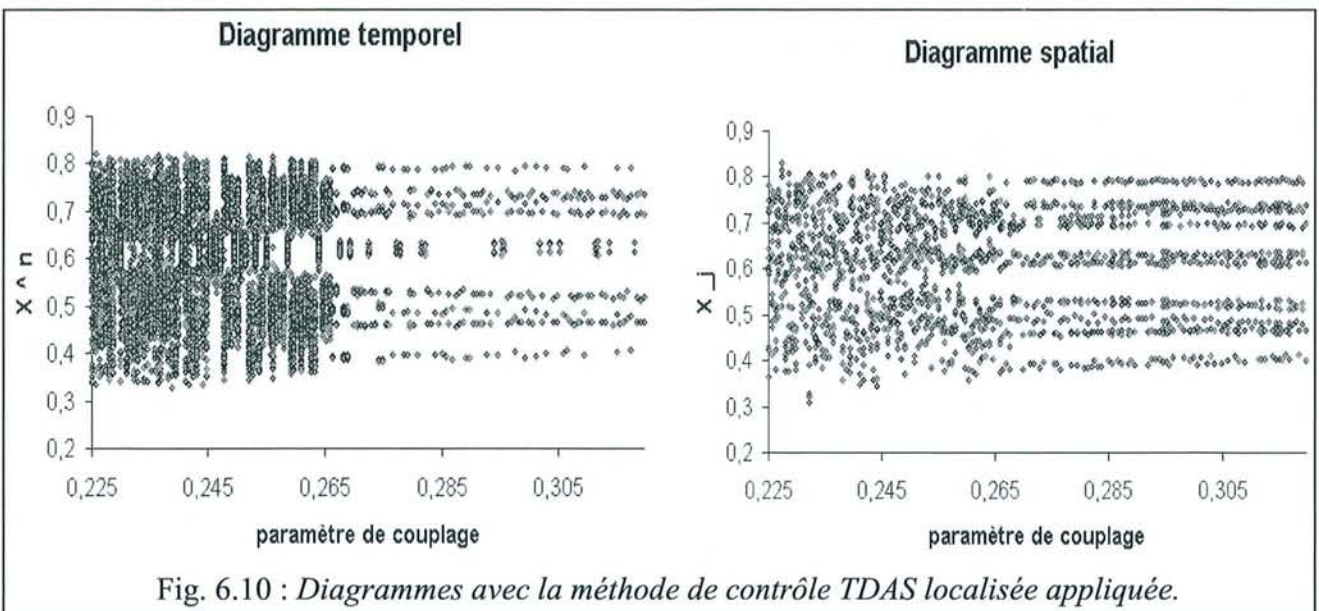 Diagramme temporel
0,9
0,8
0,7
0,6
0,5
0,4
0,3
0,2
X ^ n
0,225 0,245 0,265 0,285 0,305
paramètre de couplage
Diagramme spatial
0,9
0,8
0,7
0,6
0,5
0,4
0,3
0,2
X _j
0,225 0,245 0,265 0,285 0,305
paramètre de couplage
Fig. 6.10 : Diagrammes avec la méthode de contrôle TDAS localisée appliquée.